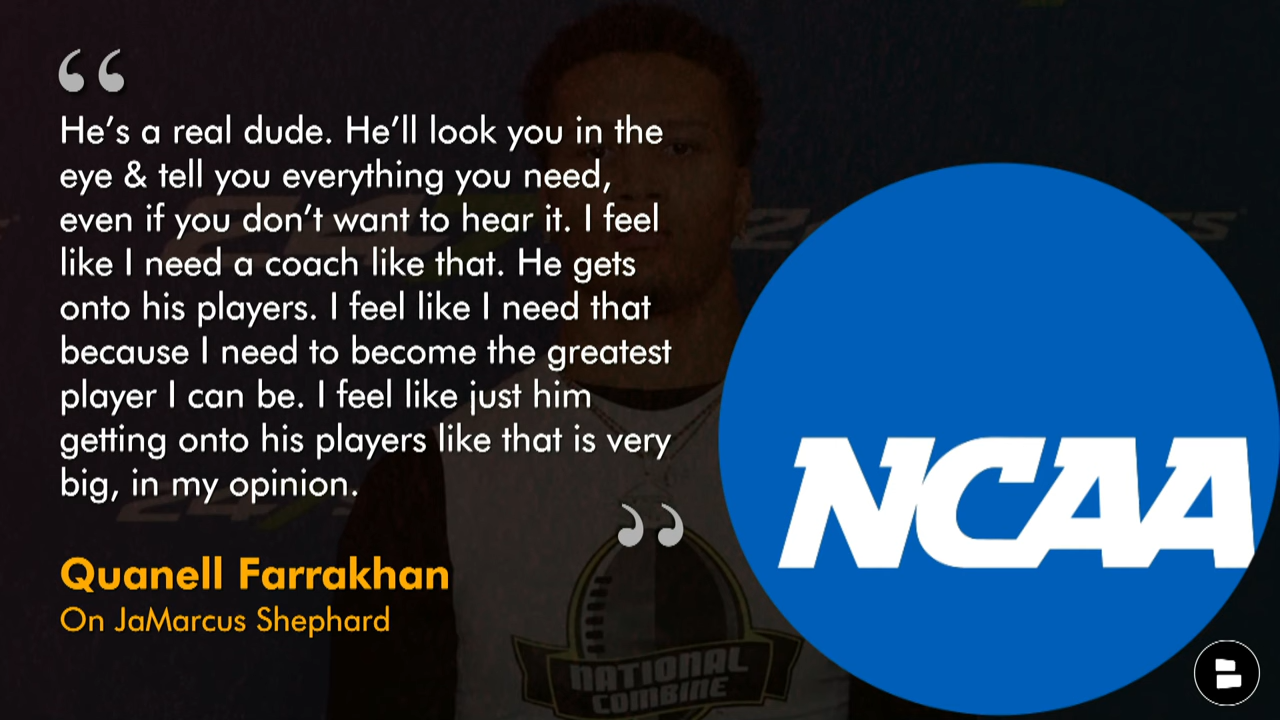 “
He’s a real dude. He’ll look you in the
eye & tell you everything you need,
even if you don’t want to hear it. I feel
like I need a coach like that. He gets
onto his players. I feel like I need that
because I need to become the greatest
player I can be. I feel like just him
getting onto his players like that is very
big, in my opinion.
”
Quanell Farrakhan
On JaMarcus Shephard
NCAA
NATIONAL
COMBINE